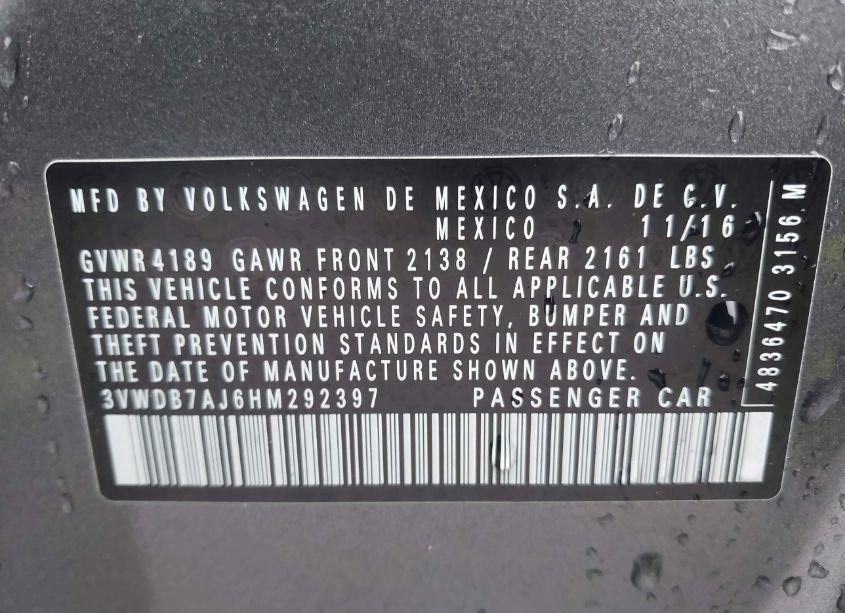 MFD BY VOLKSWAGEN DE MEXICO S.A. DE C.V.
MEXICO 11/16
GVWR 4189 GAWR FRONT 2138 / REAR 2161 LBS
THIS VEHICLE CONFORMS TO ALL APPLICABLE U.S.
FEDERAL MOTOR VEHICLE SAFETY, BUMPER AND
THEFT PREVENTION STANDARDS IN EFFECT ON
THE DATE OF MANUFACTURE SHOWN ABOVE.
3VWDB7AJ6HM292397 PASSENGER CAR
4836470 3156 M